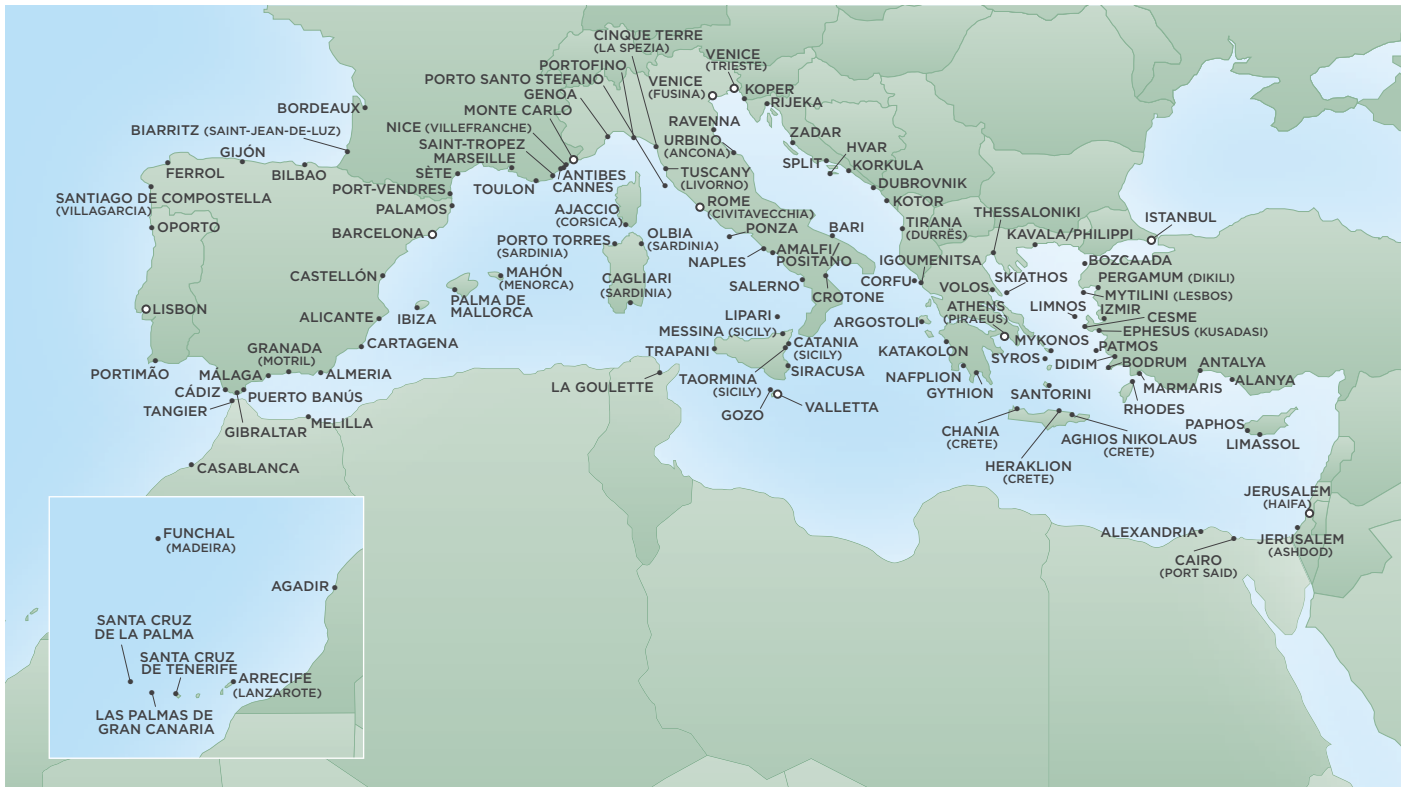 CINQUE TERRE
(LA SPEZIA)
PORTOFINO
PORTO SANTO STEFANO
GENOA
MONTE CARLO
NICE (VILLEFRANCHE)
SAINT-TROPEZ
MARSEILLE
SÈTE
PORT-VENDRES
PALAMOS
BARCELONA
TOULON
ANTIBES
CANNES
VENICE
(TRIESTE)
VENICE
(FUSINA)
KOPER
RIJEKA
RAVENNA
URBINO
(ANCONA)
TUSCANY
(LIVORNO)
ROME
(CIVITAVECCHIA)
PONZA
NAPLES
AMALFI/
POSITANO
SALERNO
BARI
CROTONE
ZADAR
SPLIT
HVAR
KORKULA
DUBROVNIK
KOTOR
TIRANA
(DURRËS)
BORDEAUX
BIARRITZ (SAINT-JEAN-DE-LUZ)
GIJÓN
FERROL
BILBAO
SANTIAGO DE COMPOSTELLA
(VILLAGARCIA)
OPORTO
LISBON
PORTIMÃO
CASTELLÓN
ALICANTE
CARTAGENA
IBIZA
PALMA DE
MALLORCA
MAHÓN
(MENORCA)
GRANADA
(MOTRIL)
MÁLAGA
ALMERIA
CÁDIZ
PUERTO BANÚS
TANGIER
GIBRALTAR
MELILLA
CASABLANCA
AJACCIO
(CORSICA)
PORTO TORRES
(SARDINIA)
OLBIA
(SARDINIA)
CAGLIARI
(SARDINIA)
LIPARI
MESSINA (SICILY)
TRAPANI
CATANIA
(SICILY)
SIRACUSA
TAORMINA
(SICILY)
LA GOULETTE
GOZO
VALLETTA
THESSALONIKI
KAVALA/PHILIPPI
ISTANBUL
IGOUMENITSA
CORFU
VOLOS
SKIATHOS
BOZCAADA
PERGAMUM (DIKILI)
MYTILINI (LESBOS)
LIMNOS
IZMIR
CESME
EPHESUS (KUSADASI)
ATHENS
(PIRAEUS)
ARGOSTOLI
MYKONOS
PATMOS
KATAKOLON
SYROS
DIDIM
BODRUM
ANTALYA
NAFPLION
GYTHION
SANTORINI
MARMARIS
ALANYA
RHODES
CHANIA
(CRETE)
AGHIOS NIKOLAUS
(CRETE)
HERAKLION
(CRETE)
PAPHOS
LIMASSOL
JERUSALEM
(HAIFA)
JERUSALEM
(ASHDOD)
ALEXANDRIA
CAIRO
(PORT SAID)
FUNCHAL
(MADEIRA)
AGADIR
SANTA CRUZ
DE LA PALMA
SANTA CRUZ
DE TENERIFE
ARRECIFE
(LANZAROTE)
LAS PALMAS DE
GRAN CANARIA